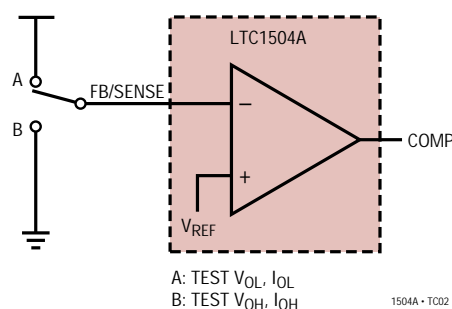 LTC1504A
A
FB/SENSE
−
B
COMP
+
VREF
A: TEST VOL, IOL
B: TEST VOH, IOH
1504A • TC02